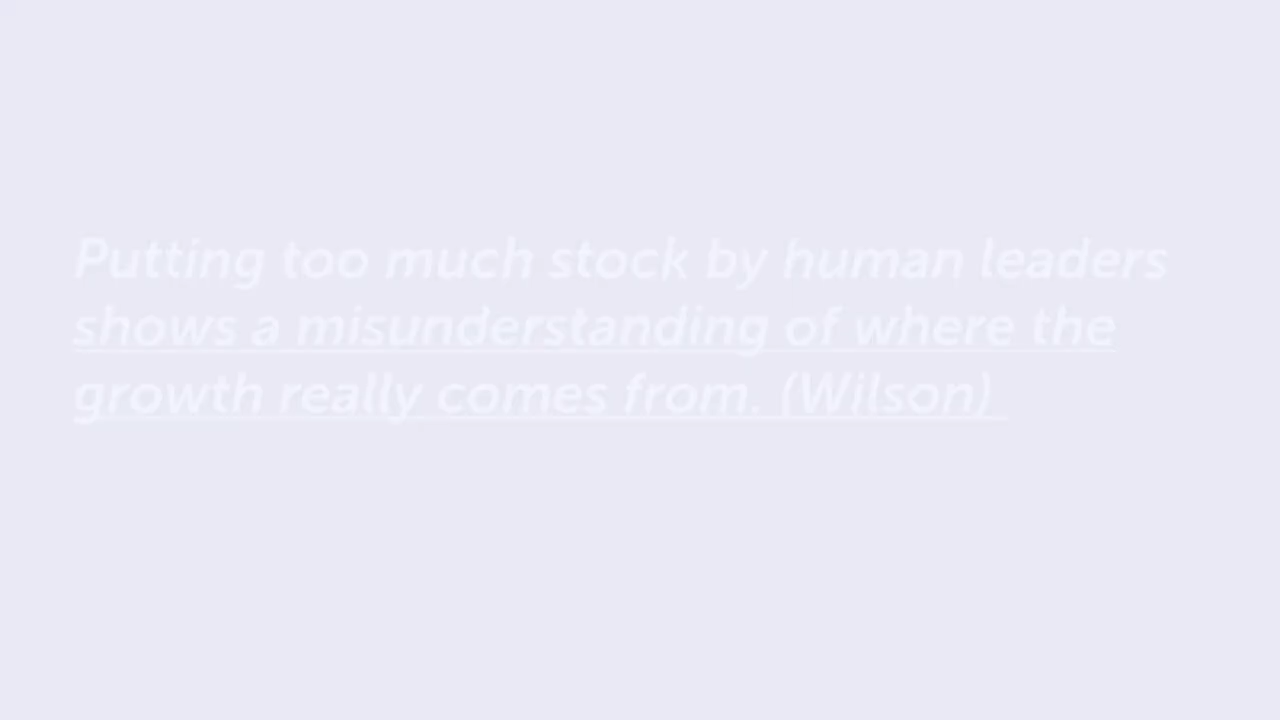 Putting too much stock by human leaders
shows a misunderstanding of where the
growth really comes from. (Wilson)